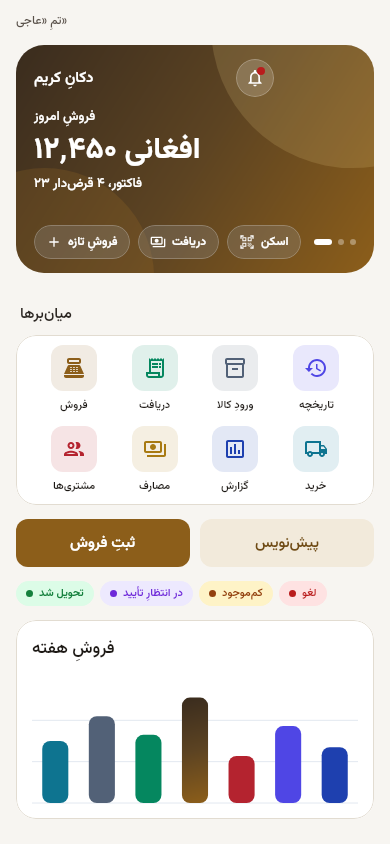 تمِ «عاجی»
دکانِ کریم
فروشِ امروز
۱۲,۴۵۰ افغانی
۲۳ فاکتور، ۴ قرض‌دار
فروشِ تازه
دریافت
اسکن
میان‌برها
فروش
دریافت
ورودِ کالا
تاریخچه
مشتری‌ها
مصارف
گزارش
خرید
ثبتِ فروش
پیش‌نویس
تحویل شد
در انتظارِ تأیید
کم‌موجود
لغو
فروشِ هفته